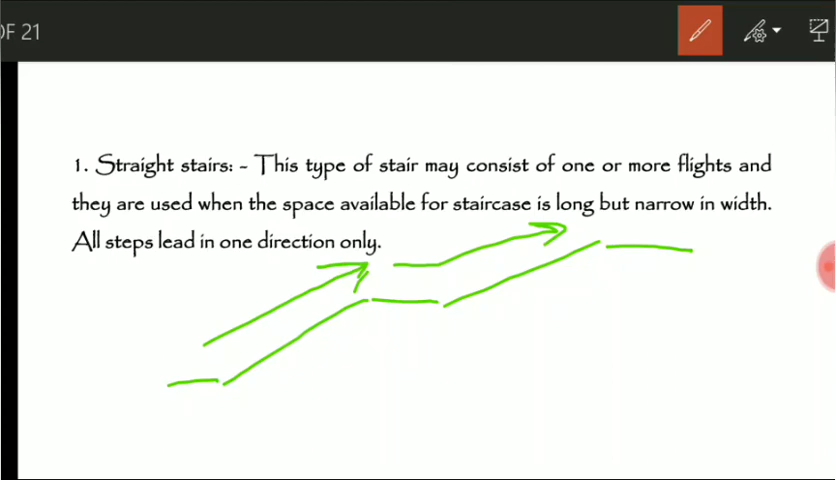 OF 21
1. Straight stairs: - This type of stair may consist of one or more flights and
they are used when the space available for staircase is long but narrow in width.
All steps lead in one direction only.